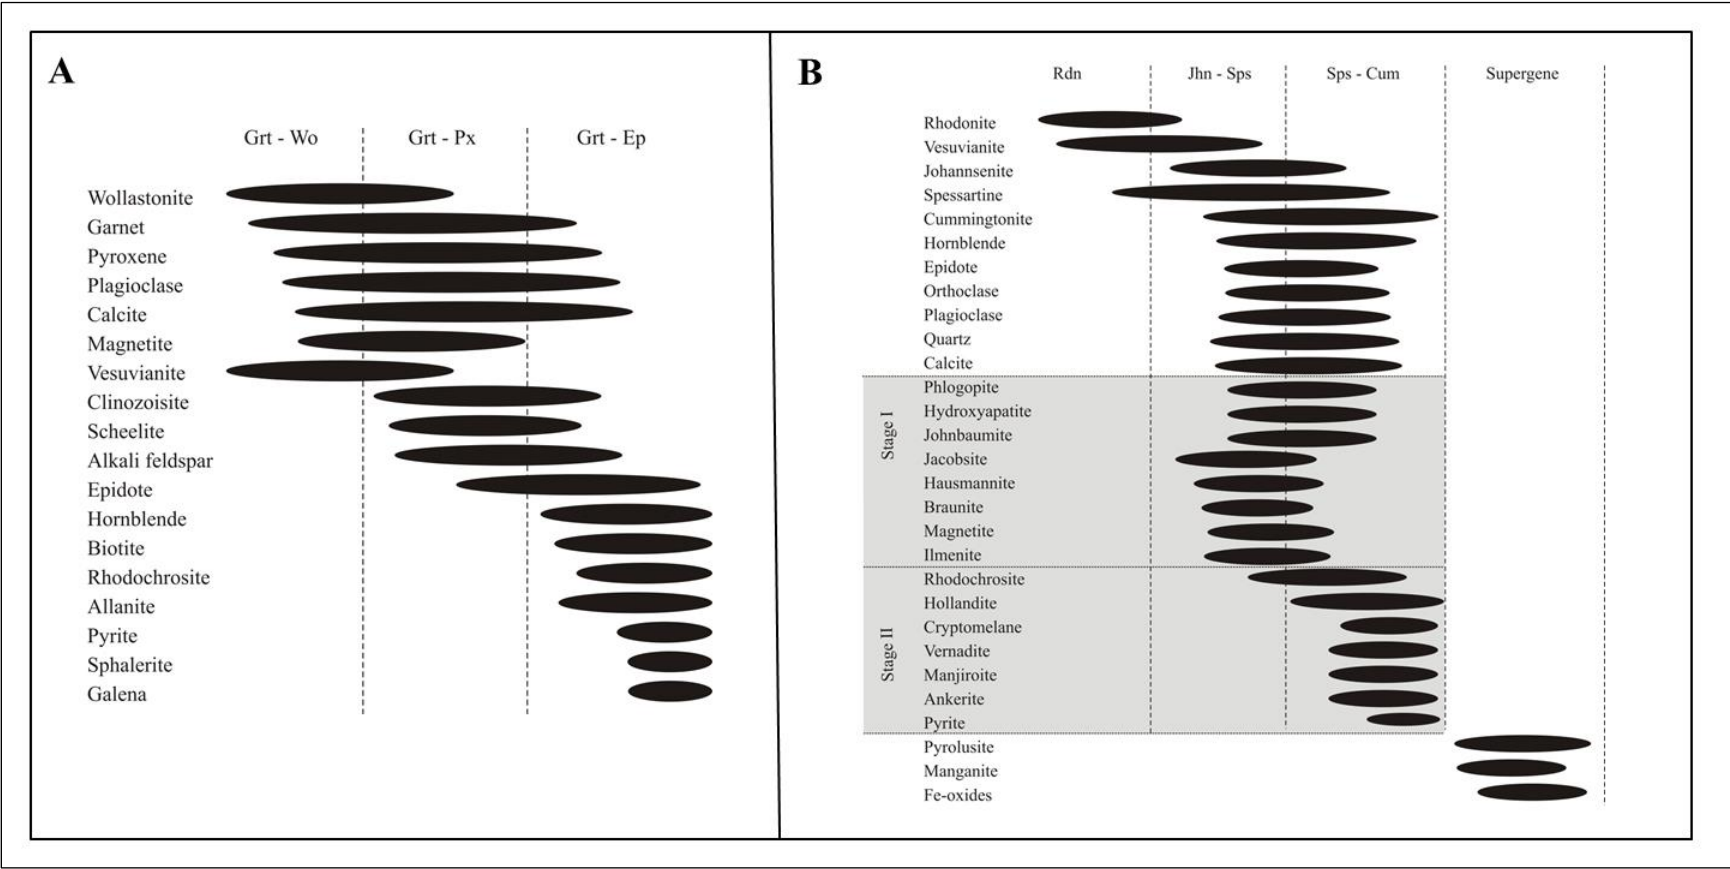 A
Grt - Wo
Grt - Px
Grt - Ep
Wollastonite
Garnet
Pyroxene
Plagioclase
Calcite
Magnetite
Vesuvianite
Clinozoisite
Scheelite
Alkali feldspar
Epidote
Hornblende
Biotite
Rhodochrosite
Allanite
Pyrite
Sphalerite
Galena
B
Rdn
Jhn - Sps
Sps - Cum
Supergene
Rhodonite
Vesuvianite
Johannsenite
Spessartine
Cummingtonite
Hornblende
Epidote
Orthoclase
Plagioclase
Quartz
Calcite
Stage I
Phlogopite
Hydroxyapatite
Johnbaumite
Jacobsite
Hausmannite
Braunite
Magnetite
Ilmenite
Stage II
Rhodochrosite
Hollandite
Cryptomelane
Vernadite
Manjiroite
Ankerite
Pyrite
Pyrolusite
Manganite
Fe-oxides